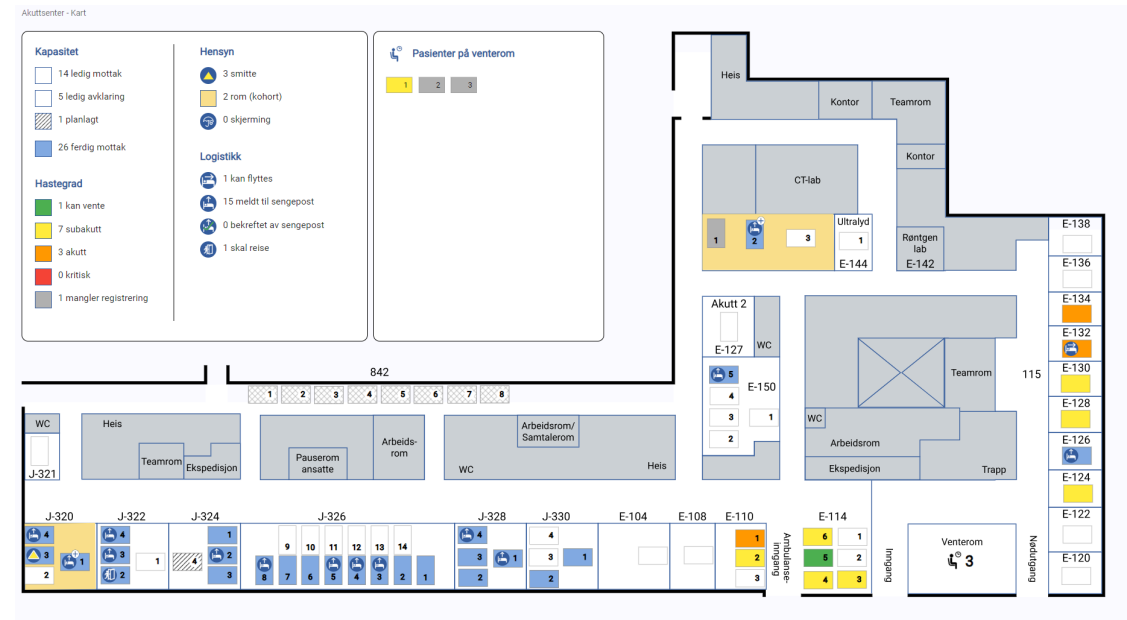 Akuttsenter - Kart
Kapasitet
14 ledig mottak
5 ledig avklaring
1 planlagt
26 ferdig mottak
Hastegrad
1 kan vente
7 subakutt
3 akutt
0 kritisk
1 mangler registrering
Hensyn
3 smitte
2 rom (kohort)
0 skjerming
Logistikk
1 kan flyttes
15 meldt til sengepost
0 bekreftet av sengepost
1 skal reise
Pasienter på venterom
1 2 3
Heis
Kontor Teamrom
Kontor
CT-lab
1 2 3
Ultralyd
1
E-144
Røntgen
lab
E-142
E-138
E-136
E-134
E-132
E-130
E-128
E-126
E-124
E-122
E-120
Akutt 2
E-127
WC
5
4
3
2
E-150
1
Teamrom
115
WC
Arbeidsrom
Ekspedisjon
Trapp
842
1 2 3 4 5 6 7 8
WC
J-321
Heis
Teamrom
Ekspedisjon
Pauserom
ansatte
Arbeids-
rom
Arbeidsrom/
Samtalerom
WC
Heis
J-320
4
3
2
1
J-322
4
3
2
1
J-324
1
2
3
4
J-326
9 10 11 12 13 14
8 7 6 5 4 3 2 1
J-328
4
3
2
1
J-330
4
3
2
1
E-104
E-108
E-110
1
2
3
Ambulanse-
inngang
E-114
6 1
5 2
4 3
Inngang
Venterom
3
Nødutgang